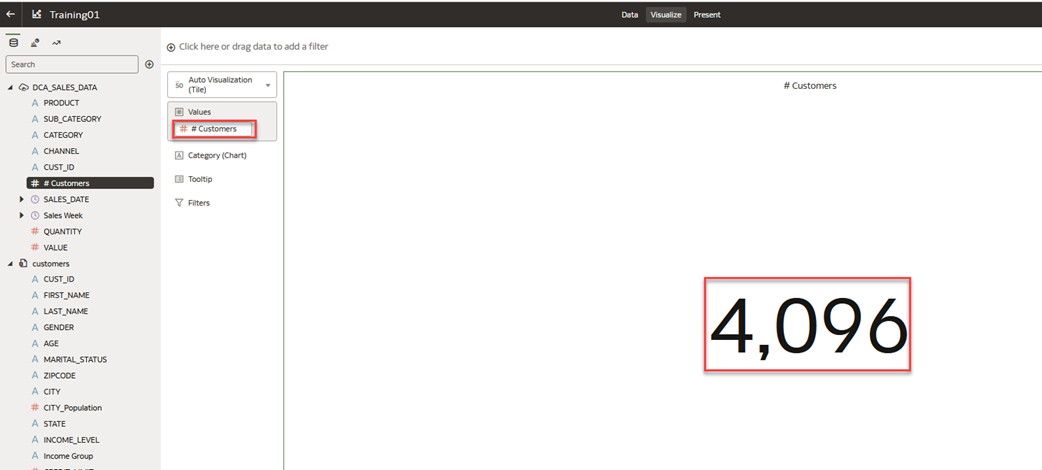 Training01
Data Visualize Present
Click here or drag data to add a filter
Search
DCA_SALES_DATA
PRODUCT
SUB_CATEGORY
CATEGORY
CHANNEL
CUST_ID
# Customers
SALES_DATE
Sales Week
# QUANTITY
# VALUE
customers
CUST_ID
FIRST_NAME
LAST_NAME
GENDER
AGE
MARITAL_STATUS
ZIPCODE
CITY
# CITY_Population
STATE
INCOME_LEVEL
Income Group
Auto Visualization
(Tile)
Values
# # Customers
Category (Chart)
Tooltip
Filters
# Customers
4,096